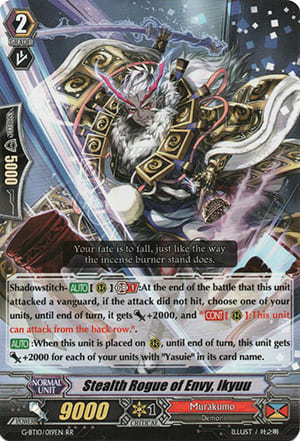 2
5000
Your fate is to fall, just like the way
the incense burner stand does.
Shadowstitch-AUTO[ ] 1:At the end of the battle that this unit
attacked a vanguard, if the attack did not hit, choose one of your
units, until end of turn, it gets +2000, and "CONT[ ]:This unit
can attack from the back row.".
AUTO:When this unit is placed on , until end of turn, this unit gets
+2000 for each of your units with "Yasuie" in its card name.
NORMAL
UNIT
Stealth Rogue of Envy, Ikyuu
9000
1
CRITICAL
Murakumo
Demon
G-BT10/019EN RR
ILLUST / 叶之明